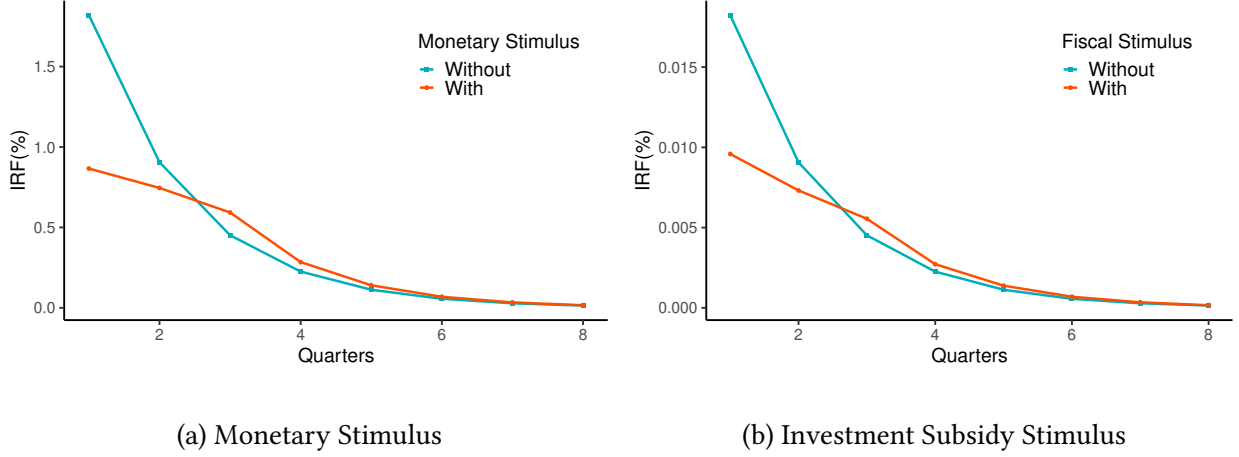 Monetary Stimulus
Without
With
IRF(%)
1.5
1.0
0.5
0.0
2
4
6
8
Quarters
(a) Monetary Stimulus
Fiscal Stimulus
Without
With
IRF(%)
0.015
0.010
0.005
0.000
2
4
6
8
Quarters
(b) Investment Subsidy Stimulus